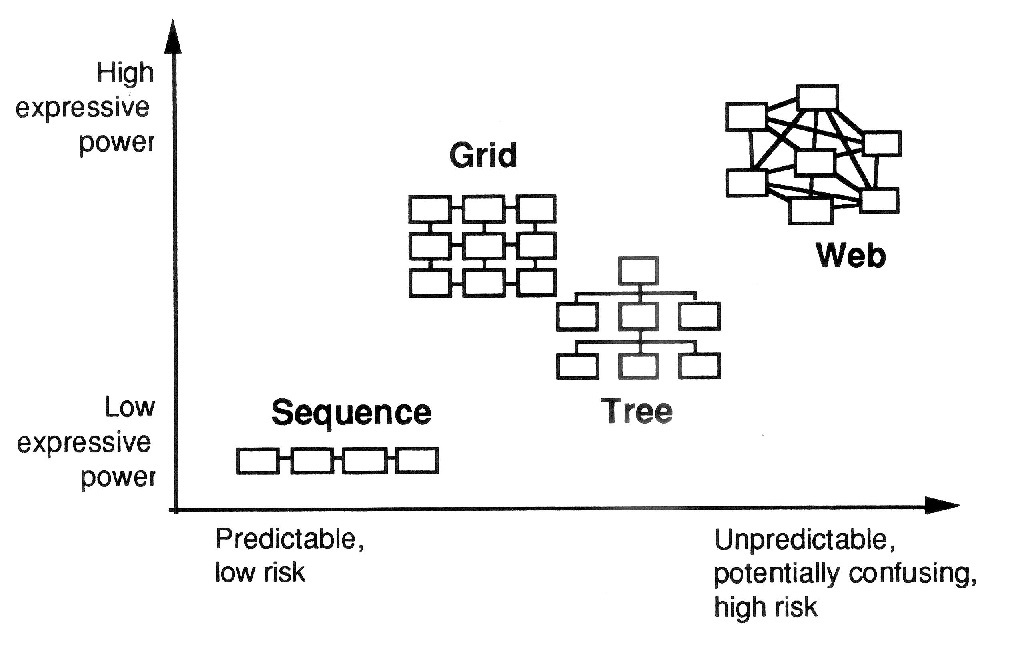 High
expressive
power
Grid
Web
Low
expressive
power
Sequence
Tree
Predictable,
low risk
Unpredictable,
potentially confusing,
high risk